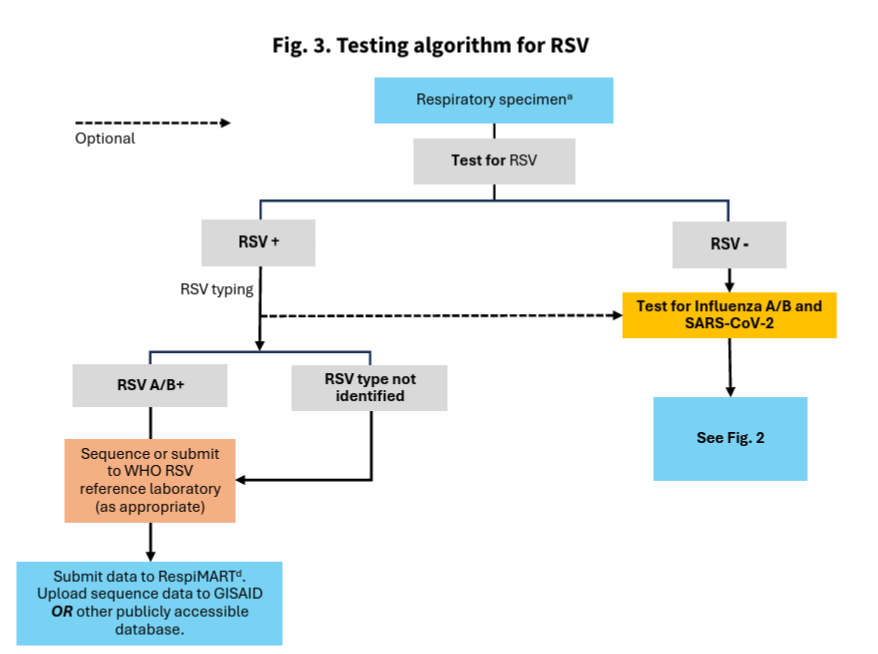 Fig. 3. Testing algorithm for RSV
Respiratory specimenᵃ
Optional
Test for RSV
RSV +
RSV -
RSV typing
Test for Influenza A/B and
SARS-CoV-2
RSV A/B+
RSV type not
identified
See Fig. 2
Sequence or submit
to WHO RSV
reference laboratory
(as appropriate)
Submit data to RespiMARTᵈ.
Upload sequence data to GISAID
OR other publicly accessible
database.